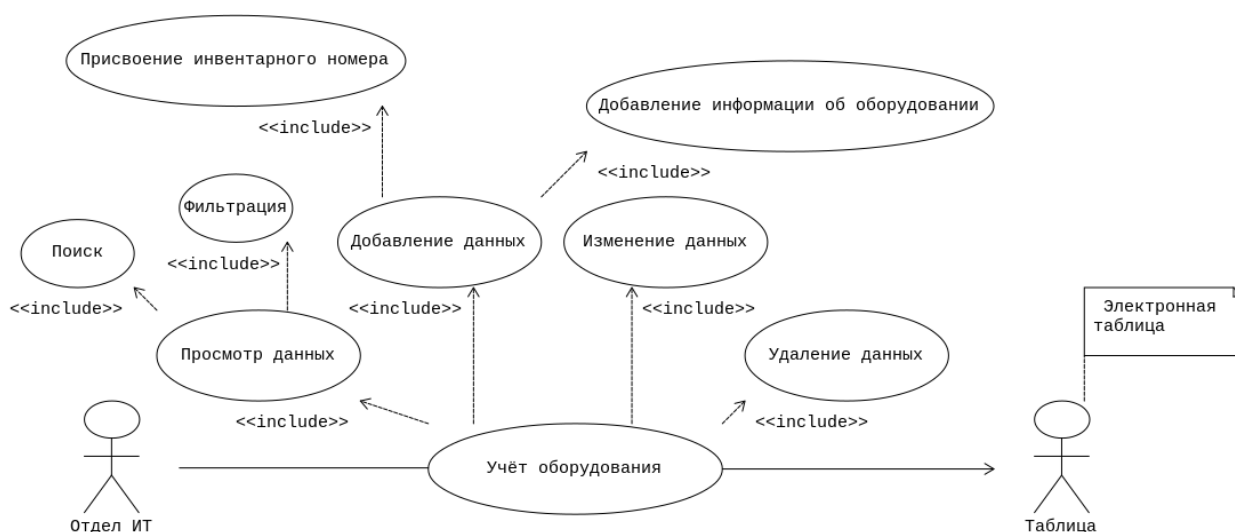 Присвоение инвентарного номера
Добавление информации об оборудовании
<<include>>
<<include>>
Фильтрация
Поиск
<<include>>
Добавление данных
Изменение данных
<<include>>
<<include>>
<<include>>
Электронная
таблица
Просмотр данных
Удаление данных
<<include>>
<<include>>
Учёт оборудования
Отдел ИТ
Таблица